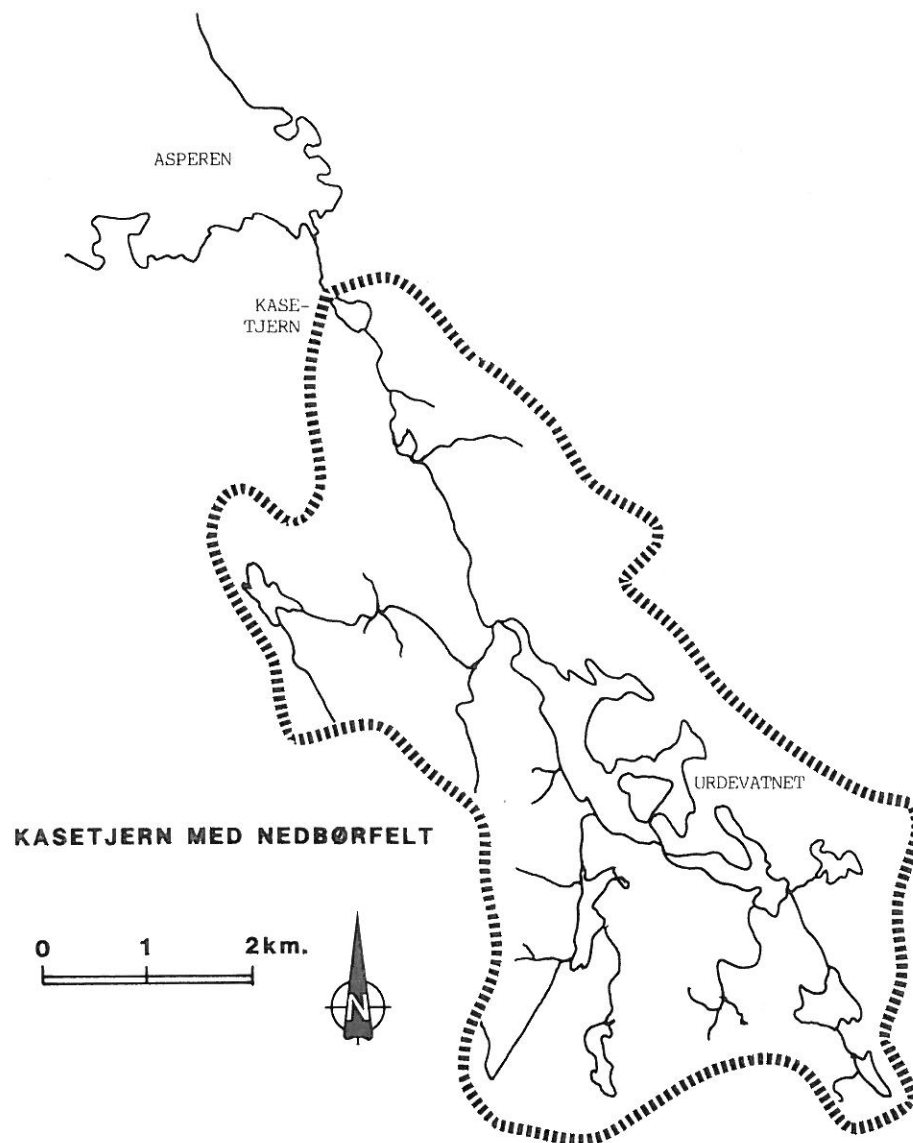 ASPEREN
KASE-
TJERN
URDEVATNET
KASETJERN MED NEDBØRFELT
0 1 2km.
N